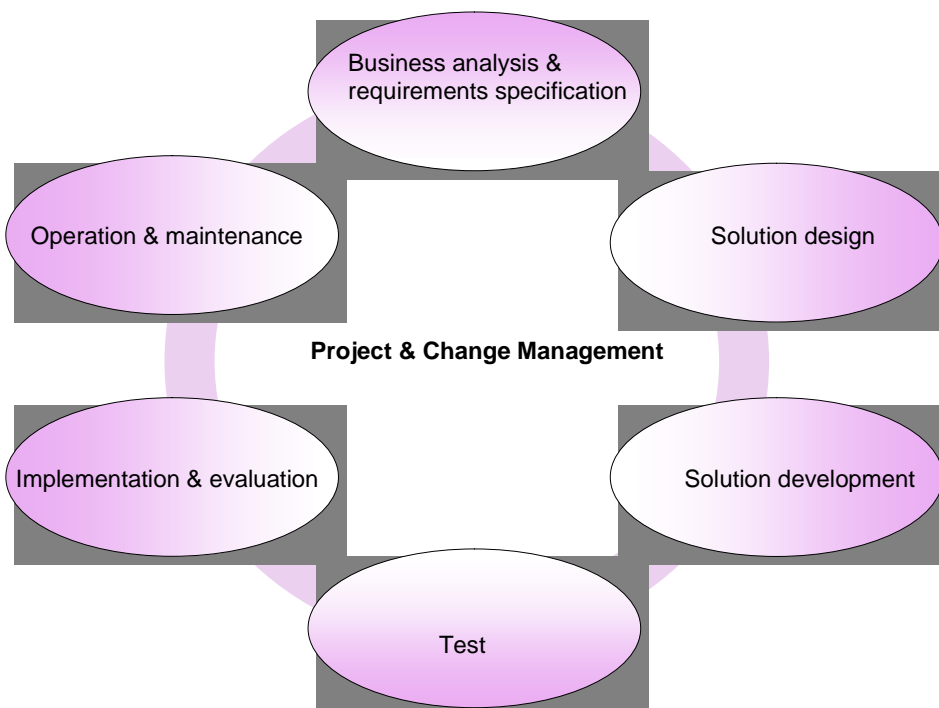 Business analysis &
requirements specification
Operation & maintenance
Solution design
Project & Change Management
Implementation & evaluation
Solution development
Test